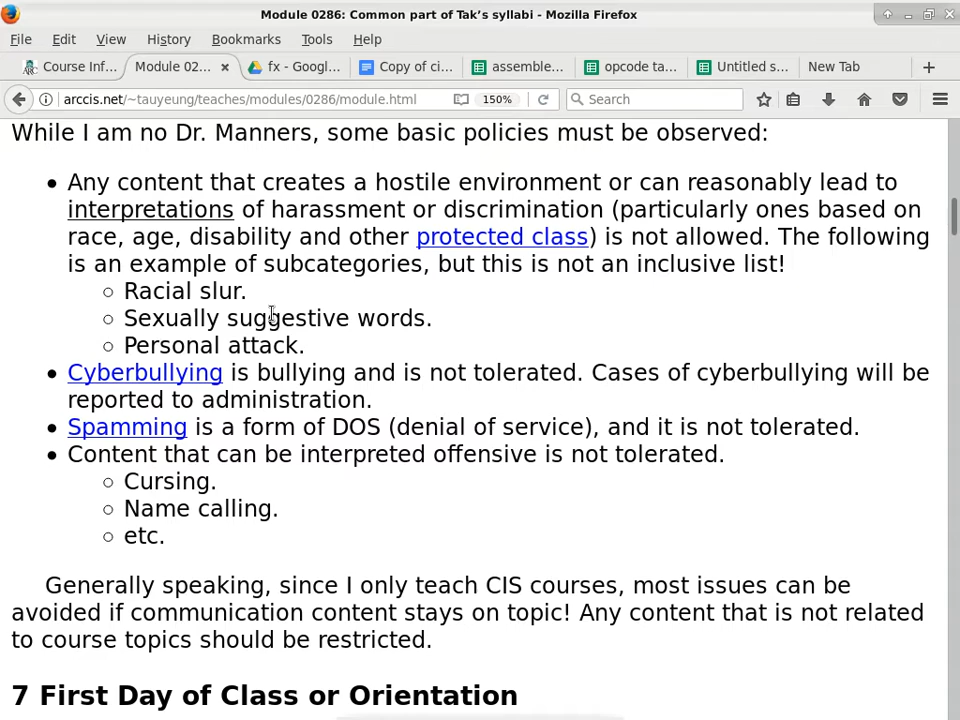 Module 0286: Common part of Tak's syllabi - Mozilla Firefox
File Edit View History Bookmarks Tools Help
Course Inf... Module 02... fx - Googl... Copy of ci... assemble... opcode ta... Untitled s... New Tab
arccis.net/~tauyeung/teaches/modules/0286/module.html 150% Search
While I am no Dr. Manners, some basic policies must be observed:
• Any content that creates a hostile environment or can reasonably lead to
interpretations of harassment or discrimination (particularly ones based on
race, age, disability and other protected class) is not allowed. The following
is an example of subcategories, but this is not an inclusive list!
○ Racial slur.
○ Sexually suggestive words.
○ Personal attack.
• Cyberbullying is bullying and is not tolerated. Cases of cyberbullying will be
reported to administration.
• Spamming is a form of DOS (denial of service), and it is not tolerated.
• Content that can be interpreted offensive is not tolerated.
○ Cursing.
○ Name calling.
○ etc.
Generally speaking, since I only teach CIS courses, most issues can be
avoided if communication content stays on topic! Any content that is not related
to course topics should be restricted.
7 First Day of Class or Orientation